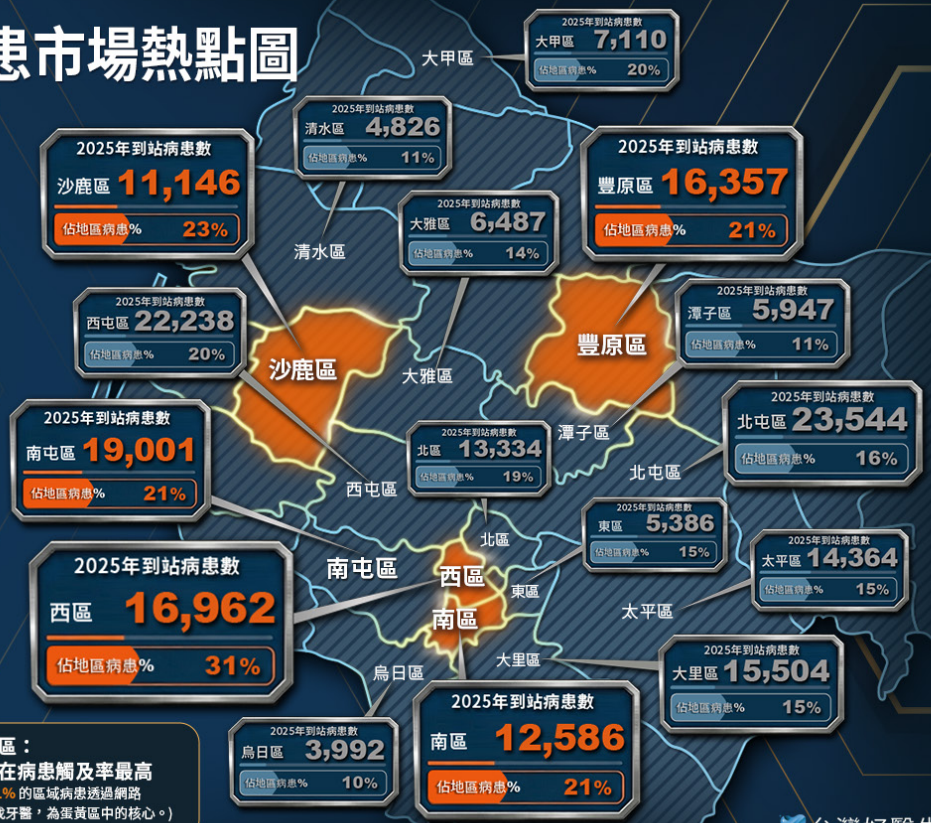 患市場熱點圖
2025年到站病患數
大甲區 7,110
佔地區病患% 20%
大甲區
2025年到站病患數
清水區 4,826
佔地區病患% 11%
清水區
2025年到站病患數
沙鹿區 11,146
佔地區病患% 23%
沙鹿區
2025年到站病患數
大雅區 6,487
佔地區病患% 14%
大雅區
2025年到站病患數
豐原區 16,357
佔地區病患% 21%
豐原區
2025年到站病患數
西屯區 22,238
佔地區病患% 20%
西屯區
2025年到站病患數
潭子區 5,947
佔地區病患% 11%
潭子區
2025年到站病患數
南屯區 19,001
佔地區病患% 21%
南屯區
2025年到站病患數
北區 13,334
佔地區病患% 19%
北區
2025年到站病患數
北屯區 23,544
佔地區病患% 16%
北屯區
2025年到站病患數
東區 5,386
佔地區病患% 15%
東區
2025年到站病患數
太平區 14,364
佔地區病患% 15%
太平區
2025年到站病患數
西區 16,962
佔地區病患% 31%
西區
南區
2025年到站病患數
大里區 15,504
佔地區病患% 15%
大里區
2025年到站病患數
烏日區 3,992
佔地區病患% 10%
烏日區
2025年到站病患數
南區 12,586
佔地區病患% 21%
區：
在病患觸及率最高
% 的區域病患透過網路
找牙醫，為蛋黃區中的核心。)